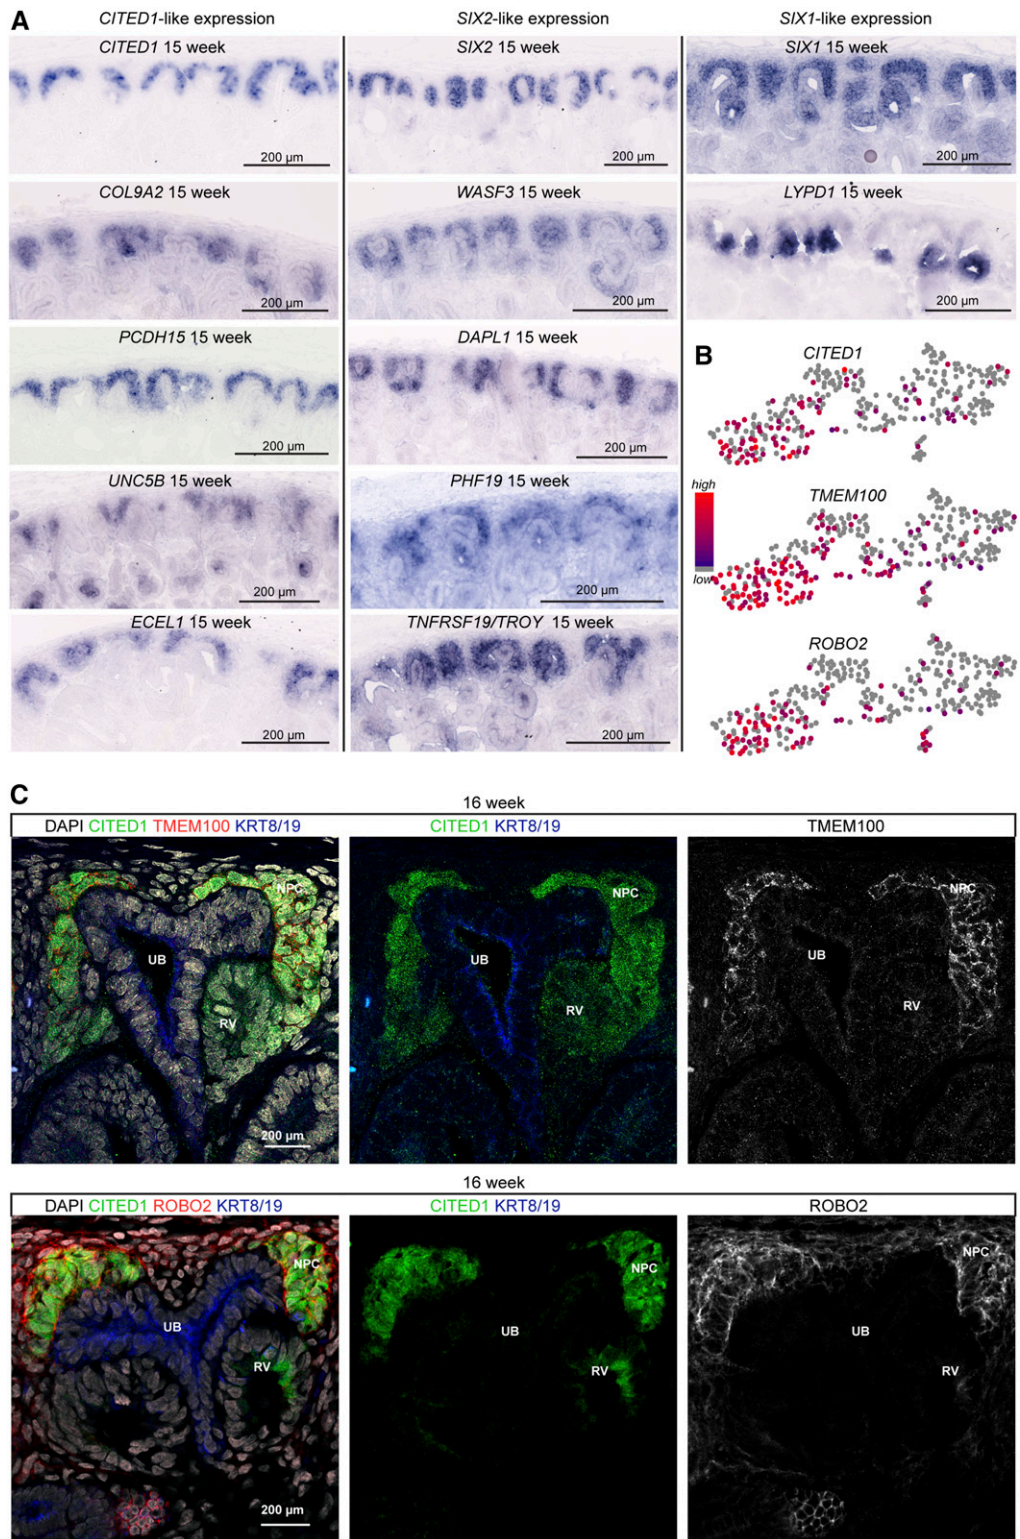 A
CITED1-like expression
SIX2-like expression
SIX1-like expression
CITED1 15 week
200 µm
SIX2 15 week
200 µm
SIX1 15 week
200 µm
COL9A2 15 week
200 µm
WASF3 15 week
200 µm
LYPD1 15 week
200 µm
PCDH15 15 week
200 µm
DAPL1 15 week
200 µm
UNC5B 15 week
200 µm
PHF19 15 week
200 µm
ECEL1 15 week
200 µm
TNFRSF19/TROY 15 week
200 µm
B
CITED1
high
low
TMEM100
ROBO2
C
16 week
DAPI CITED1 TMEM100 KRT8/19
CITED1 KRT8/19
TMEM100
NPC
UB
RV
200 µm
NPC
UB
RV
NPC
UB
RV
16 week
DAPI CITED1 ROBO2 KRT8/19
CITED1 KRT8/19
ROBO2
NPC
UB
RV
200 µm
NPC
UB
RV
NPC
UB
RV